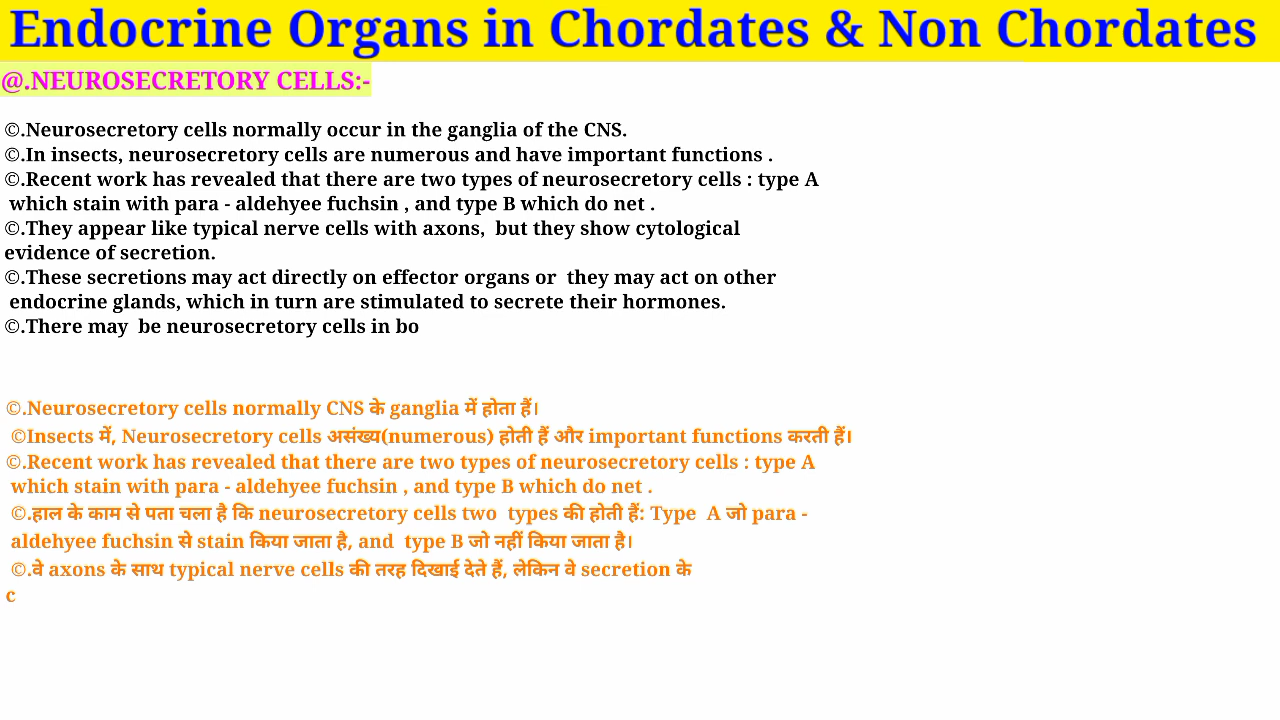 Endocrine Organs in Chordates & Non Chordates
@.NEUROSECRETORY CELLS:-
©.Neurosecretory cells normally occur in the ganglia of the CNS.
©.In insects, neurosecretory cells are numerous and have important functions .
©.Recent work has revealed that there are two types of neurosecretory cells : type A
which stain with para - aldehyee fuchsin , and type B which do net .
©.They appear like typical nerve cells with axons,  but they show cytological
evidence of secretion.
©.These secretions may act directly on effector organs or  they may act on other
endocrine glands, which in turn are stimulated to secrete their hormones.
©.There may  be neurosecretory cells in bo
©.Neurosecretory cells normally CNS के ganglia में होता हैं।
©Insects में, Neurosecretory cells असंख्य(numerous) होती हैं और important functions करती हैं।
©.Recent work has revealed that there are two types of neurosecretory cells : type A
which stain with para - aldehyee fuchsin , and type B which do net .
©.हाल के काम से पता चला है कि neurosecretory cells two  types की होती हैं: Type  A जो para -
aldehyee fuchsin से stain किया जाता है, and  type B जो नहीं किया जाता है।
©.वे axons के साथ typical nerve cells की तरह दिखाई देते हैं, लेकिन वे secretion के
c